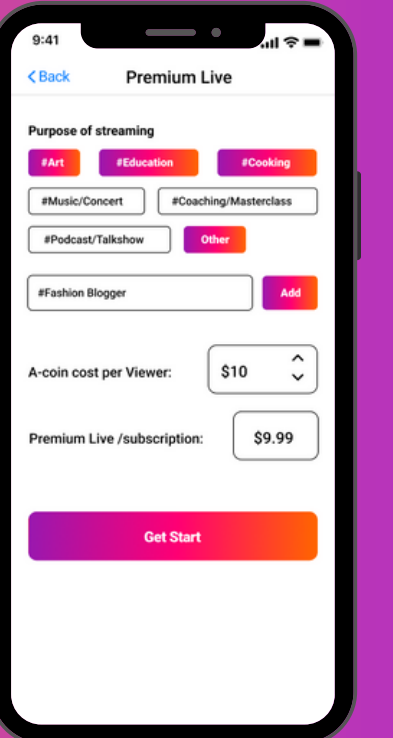 9:41
Back Premium Live
Purpose of streaming
#Art #Education #Cooking
#Music/Concert #Coaching/Masterclass
#Podcast/Talkshow Other
#Fashion Blogger Add
A-coin cost per Viewer: $10
Premium Live /subscription: $9.99
Get Start